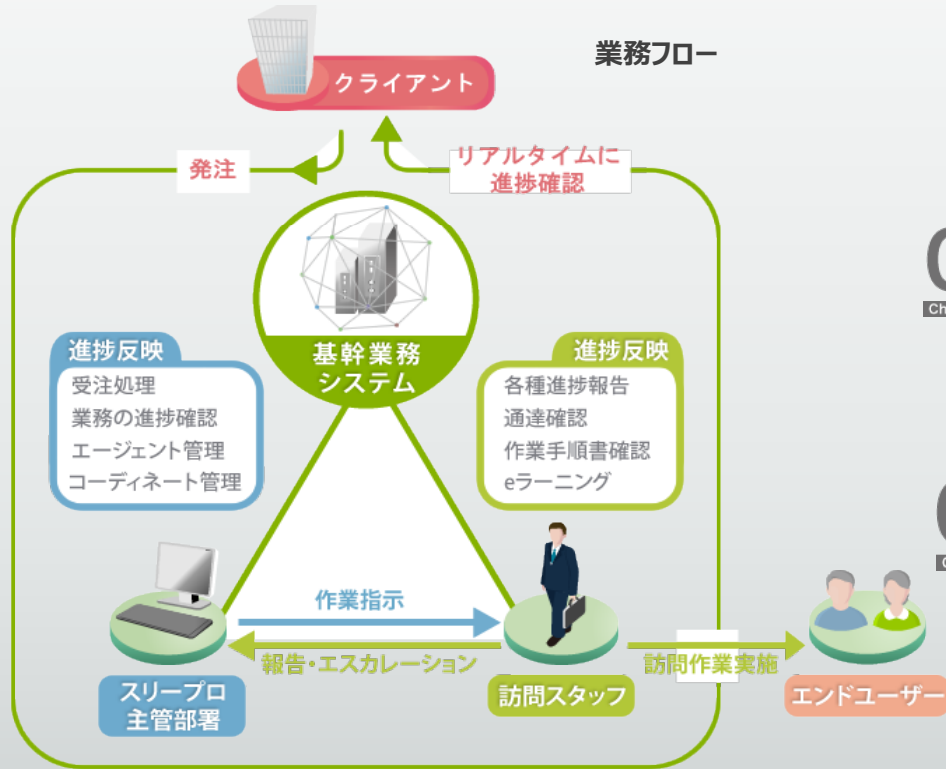 業務フロー
クライアント
発注
リアルタイムに
進捗確認
基幹業務
システム
進捗反映
受注処理
業務の進捗確認
エージェント管理
コーディネート管理
進捗反映
各種進捗報告
通達確認
作業手順書確認
eラーニング
作業指示
報告・エスカレーション
訪問作業実施
スリープロ
主管部署
訪問スタッフ
エンドユーザー
Ch